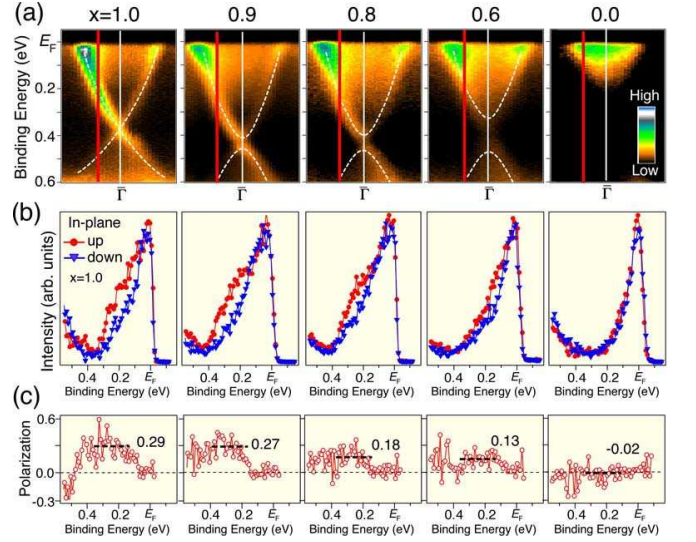 (a) x=1.0 0.9 0.8 0.6 0.0
Binding Energy (eV)
E_F
0.2
0.4
0.6
High
Low
Γ̄ Γ̄ Γ̄ Γ̄ Γ̄
(b)
Intensity (arb. units)
In-plane
up
down
x=1.0
0.4 0.2 E_F 0.4 0.2 E_F 0.4 0.2 E_F 0.4 0.2 E_F 0.4 0.2 E_F
Binding Energy (eV) Binding Energy (eV) Binding Energy (eV) Binding Energy (eV) Binding Energy (eV)
(c)
Polarization
0.6
0.0
-0.3
0.29 0.27 0.18 0.13 -0.02
0.4 0.2 E_F 0.4 0.2 E_F 0.4 0.2 E_F 0.4 0.2 E_F 0.4 0.2 E_F
Binding Energy (eV) Binding Energy (eV) Binding Energy (eV) Binding Energy (eV) Binding Energy (eV)